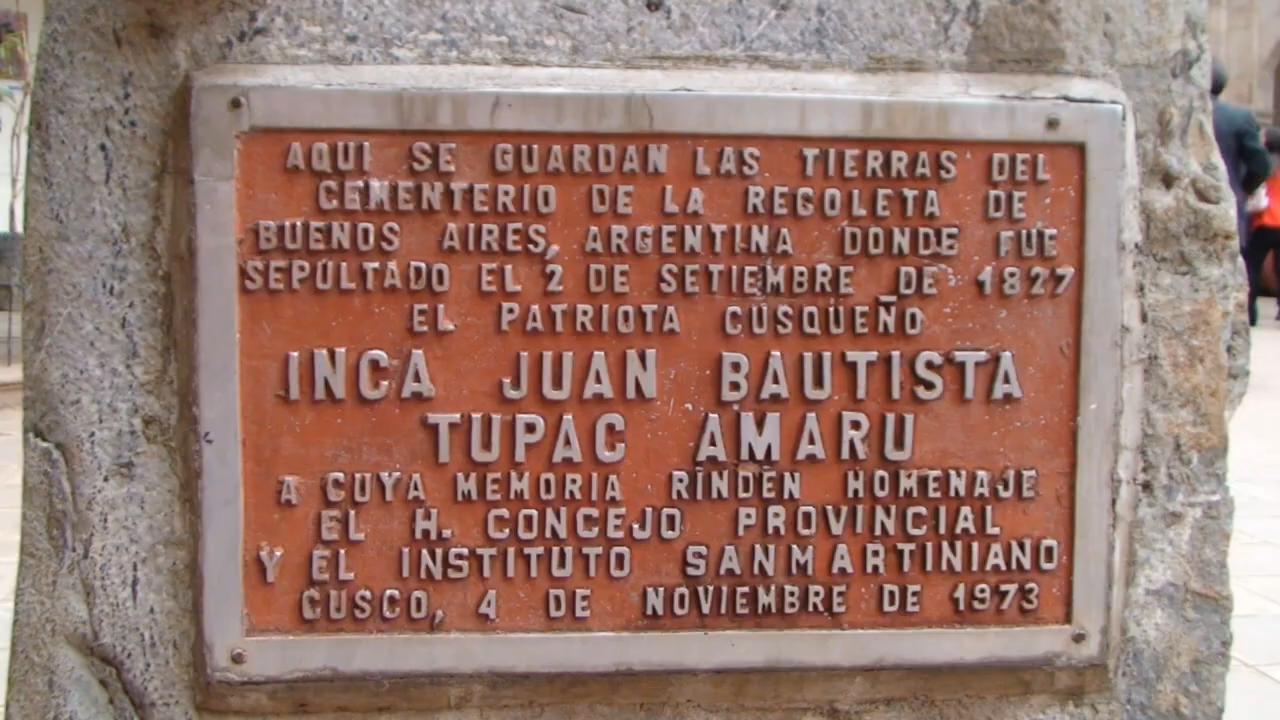 AQUI SE GUARDAN LAS TIERRAS DEL
CEMENTERIO DE LA REGOLETA DE
BUENOS AIRES, ARGENTINA DONDE FUE
SEPULTADO EL 2 DE SETIEMBRE DE 1827
EL PATRIOTA CUSQUEÑO
INCA JUAN BAUTISTA
TUPAC AMARU
A CUYA MEMORIA RINDEN HOMENAJE
EL H. CONCEJO PROVINCIAL
Y EL INSTITUTO SANMARTINIANO
CUSCO, 4 DE NOVIEMBRE DE 1973